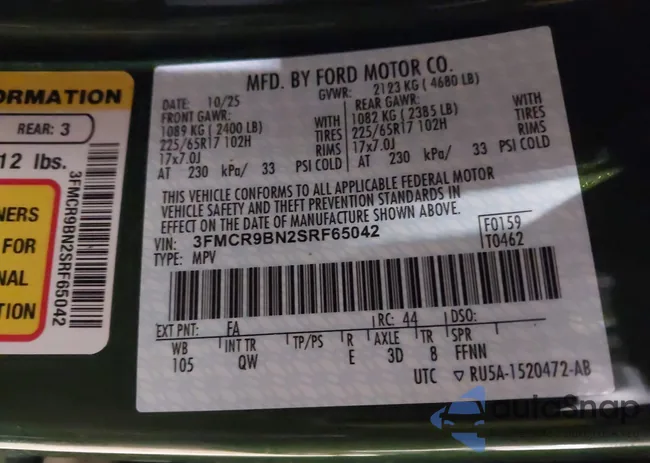 ORMATION
REAR: 3
12 lbs.
NERS
FOR
NAL
TION
3FMCR9BN2SRF65042
MFD. BY FORD MOTOR CO.
DATE: 10/25 GVWR: 2123 KG (4680 LB)
FRONT GAWR: REAR GAWR:
1089 KG (2400 LB) WITH 1082 KG (2385 LB) WITH
225/65R17 102H TIRES 225/65R17 102H TIRES
17x7.0J RIMS 17x7.0J RIMS
AT 230 kPa/ 33 PSI COLD AT 230 kPa/ 33 PSI COLD
THIS VEHICLE CONFORMS TO ALL APPLICABLE FEDERAL MOTOR
VEHICLE SAFETY AND THEFT PREVENTION STANDARDS IN
EFFECT ON THE DATE OF MANUFACTURE SHOWN ABOVE.
VIN: 3FMCR9BN2SRF65042 F0159
TYPE: MPV T0462
EXT PNT: FA RC: 44 DSO:
WB INT TR TP/PS R AXLE TR SPR
105 QW E 3D 8 FFNN
UTC ▽ RU5A-1520472-AB
autoSnap